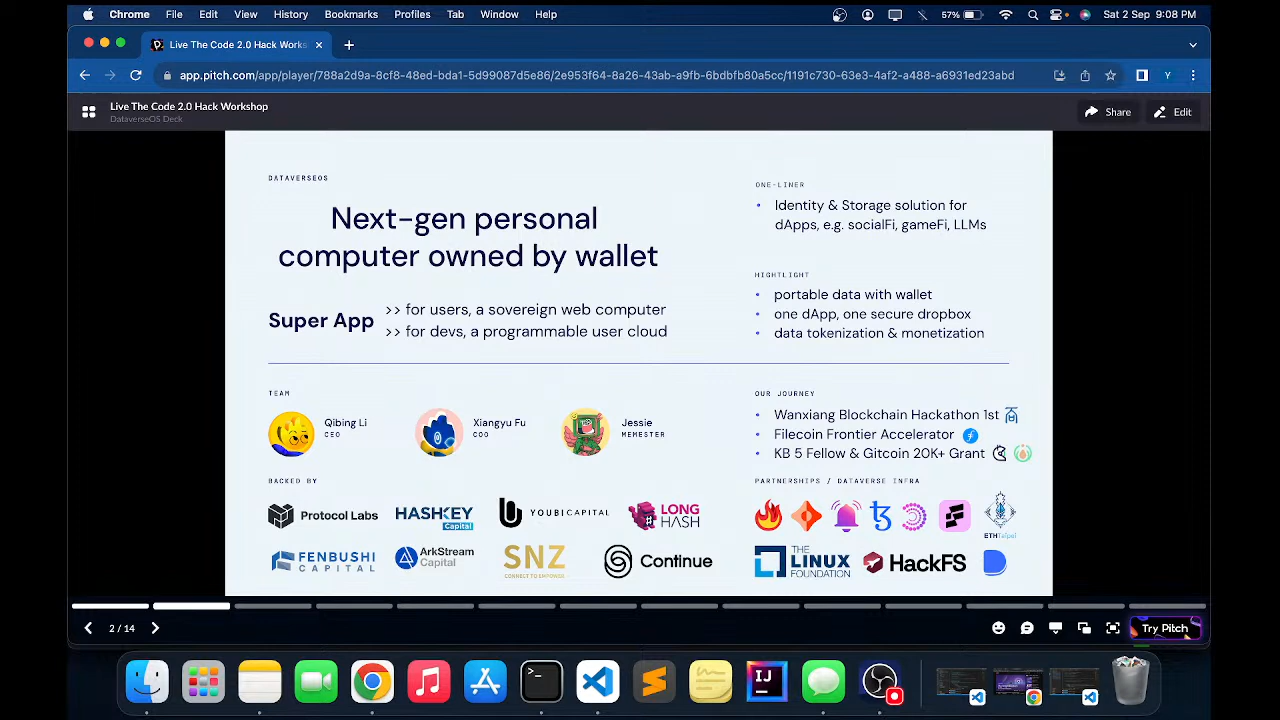 Chrome File Edit View History Bookmarks Profiles Tab Window Help 57% Sat 2 Sep 9:08 PM
Live The Code 2.0 Hack Works
app.pitch.com/app/player/788a2d9a-8cf8-48ed-bda1-5d99087d5e86/2e953f64-8a26-43ab-a9fb-6bdbfb80a5cc/1191c730-63e3-4af2-a488-a6931ed23abd
Y
Live The Code 2.0 Hack Workshop
DataverseOS Deck
Share Edit
DATAVERSEOS
Next-gen personal
computer owned by wallet
Super App
>> for users, a sovereign web computer
>> for devs, a programmable user cloud
ONE-LINER
• Identity & Storage solution for
dApps, e.g. socialFi, gameFi, LLMs
HIGHTLIGHT
• portable data with wallet
• one dApp, one secure dropbox
• data tokenization & monetization
TEAM
Qibing Li
CEO
Xiangyu Fu
COO
Jessie
MEMESTER
OUR JOURNEY
• Wanxiang Blockchain Hackathon 1st
• Filecoin Frontier Accelerator
• KB 5 Fellow & Gitcoin 20K+ Grant
BACKED BY
Protocol Labs
HASHKEY
Capital
YOUBICAPITAL
LONG
HASH
FENBUSHI
CAPITAL
ArkStream
Capital
SNZ
CONNECT TO EMPOWER
Continue
PARTNERSHIPS / DATAVERSE INFRA
ETHTaipei
THE
LINUX
FOUNDATION
HackFS
2 / 14
Try Pitch